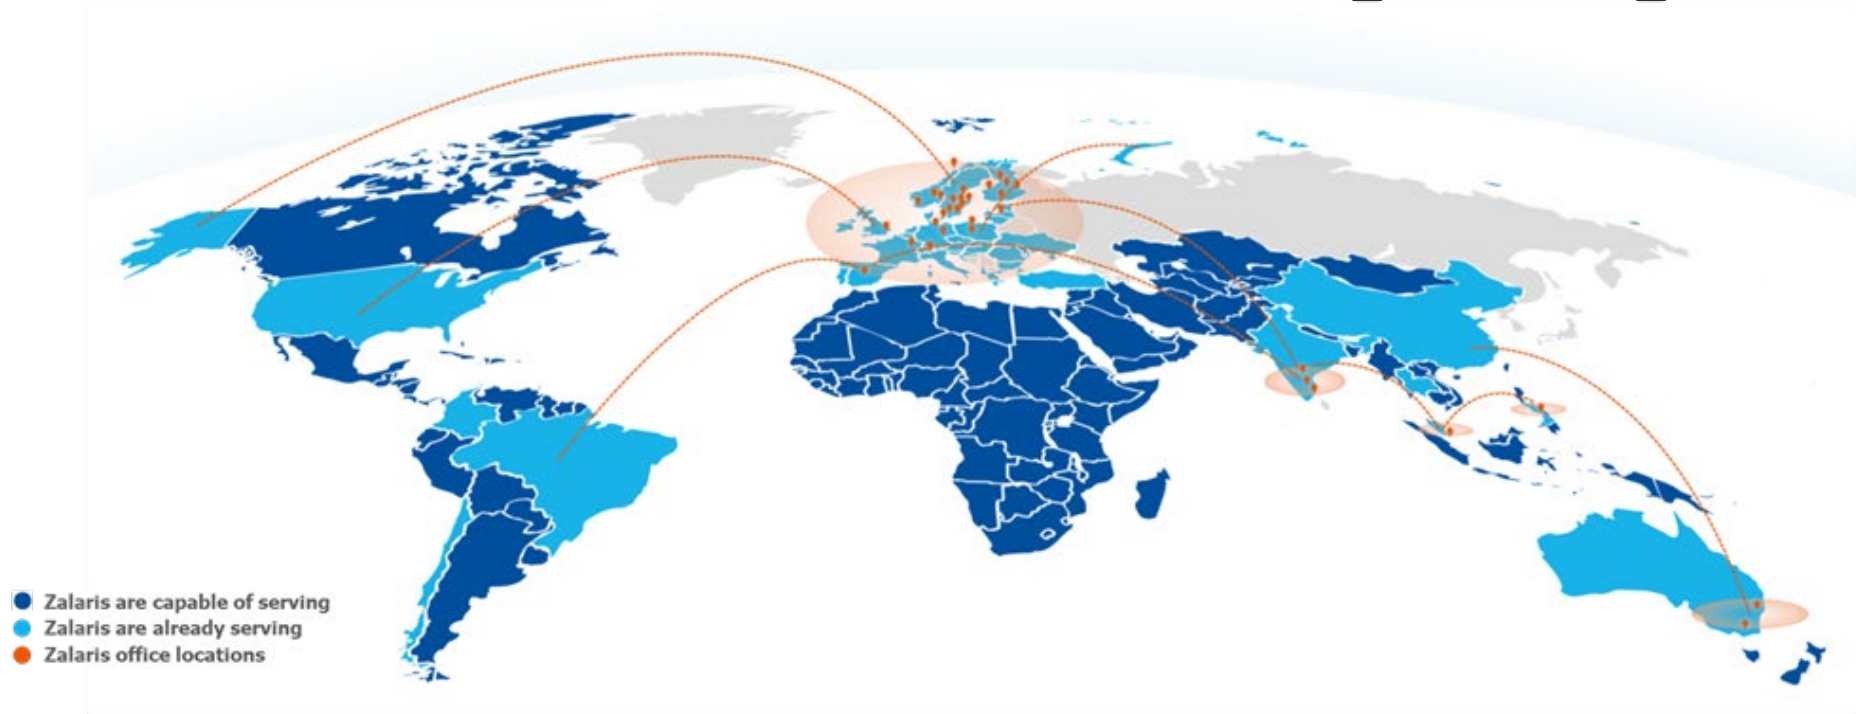 Zalaris are capable of serving
Zalaris are already serving
Zalaris office locations